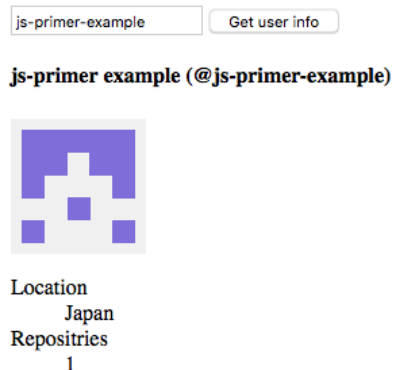 js-primer-example Get user info
js-primer example (@js-primer-example)
Location
Japan
Repositries
1